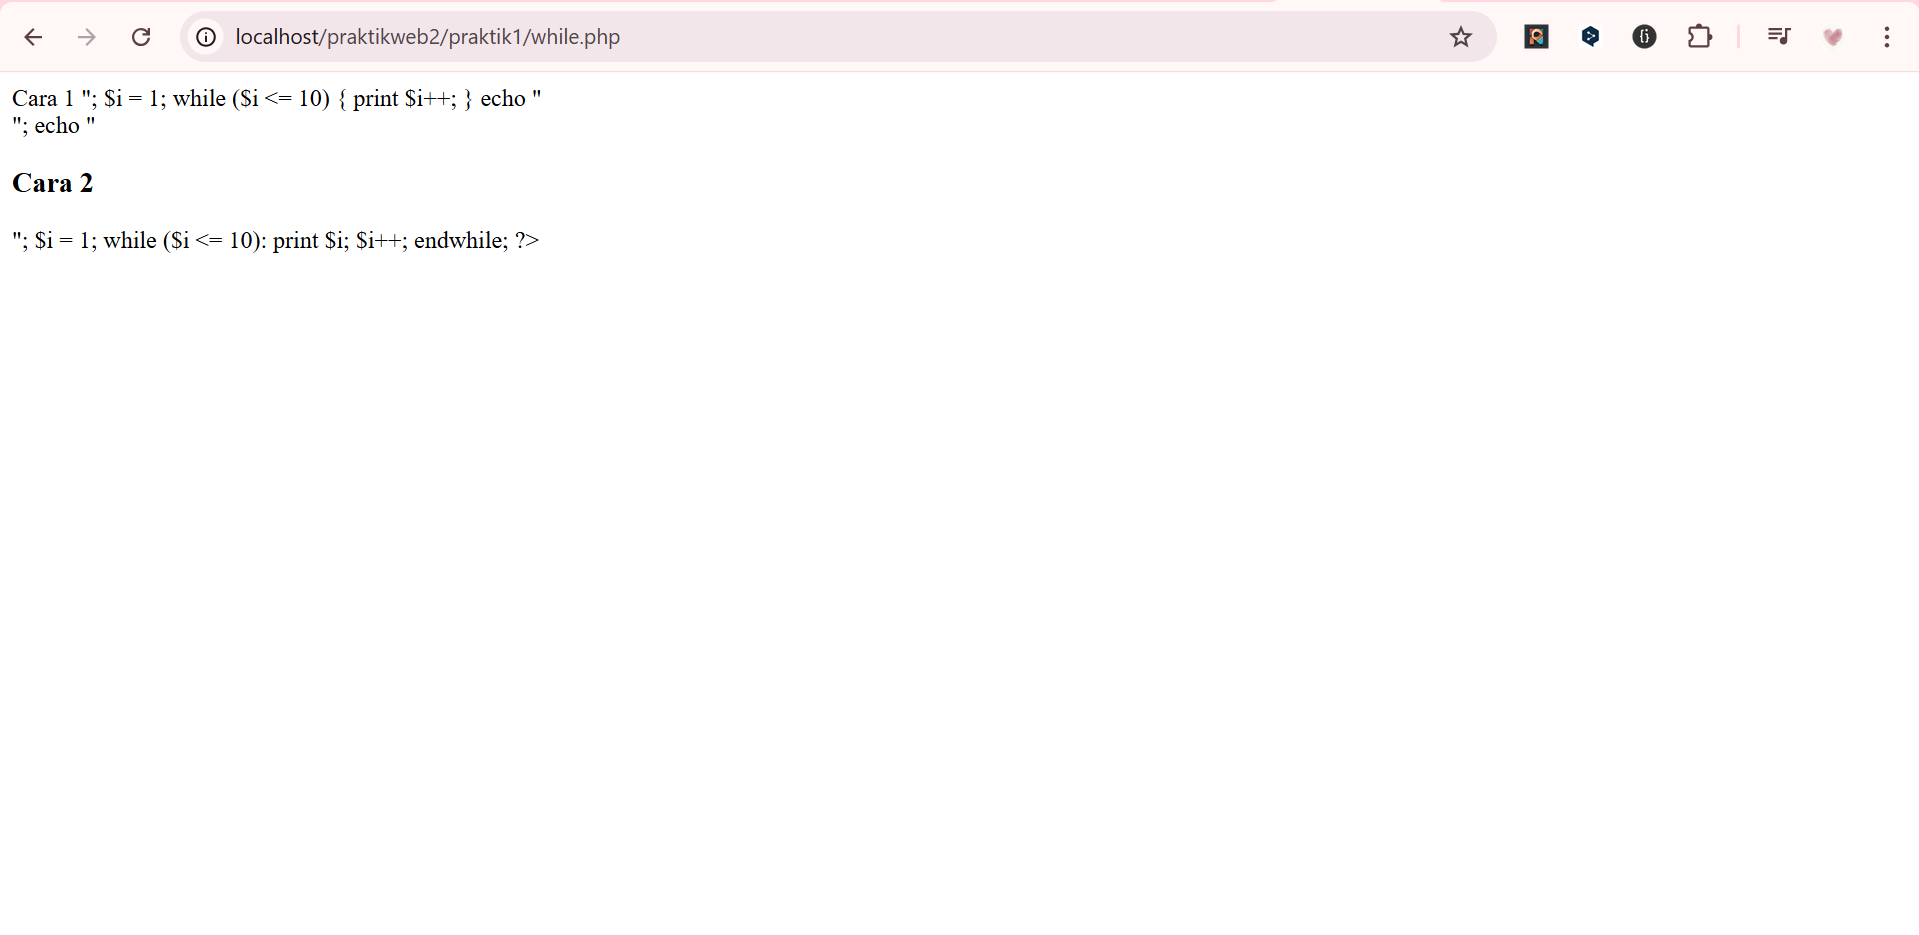 localhost/praktikweb2/praktik1/while.php
Cara 1 "; $i = 1; while ($i <= 10) { print $i++; } echo "
"; echo "
Cara 2
"; $i = 1; while ($i <= 10): print $i; $i++; endwhile; ?>